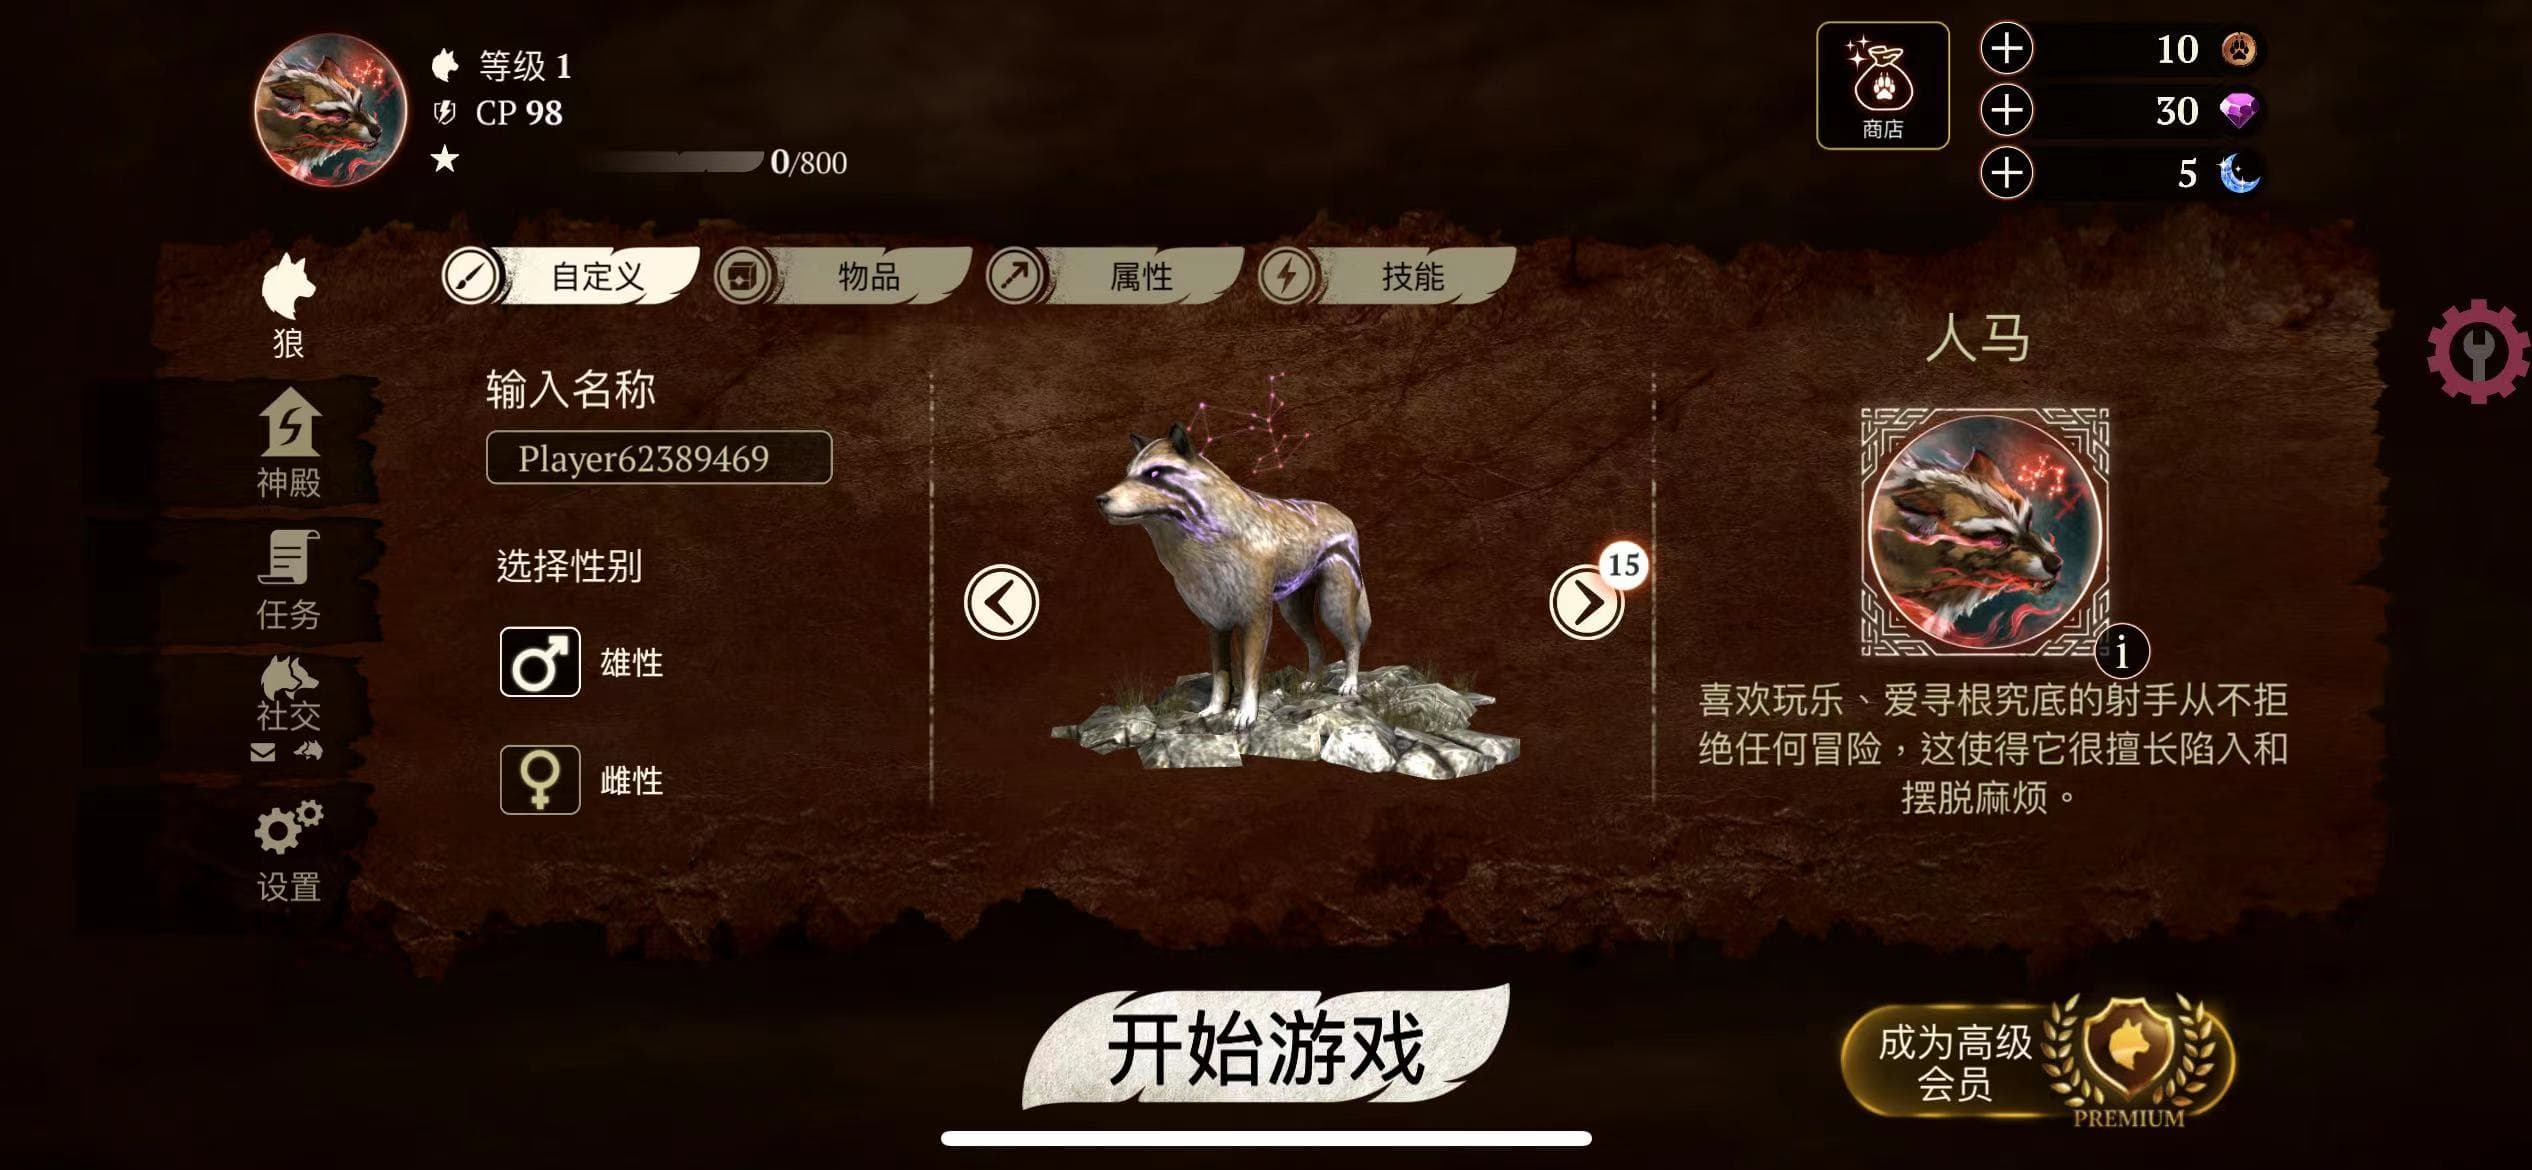 等级 1
CP 98
0/800
商店
10
30
5
自定义
物品
属性
技能
狼
神殿
任务
社交
设置
输入名称
Player62389469
选择性别
雄性
雌性
15
人马
i
喜欢玩乐、爱寻根究底的射手从不拒
绝任何冒险，这使得它很擅长陷入和
摆脱麻烦。
开始游戏
成为高级
会员
PREMIUM